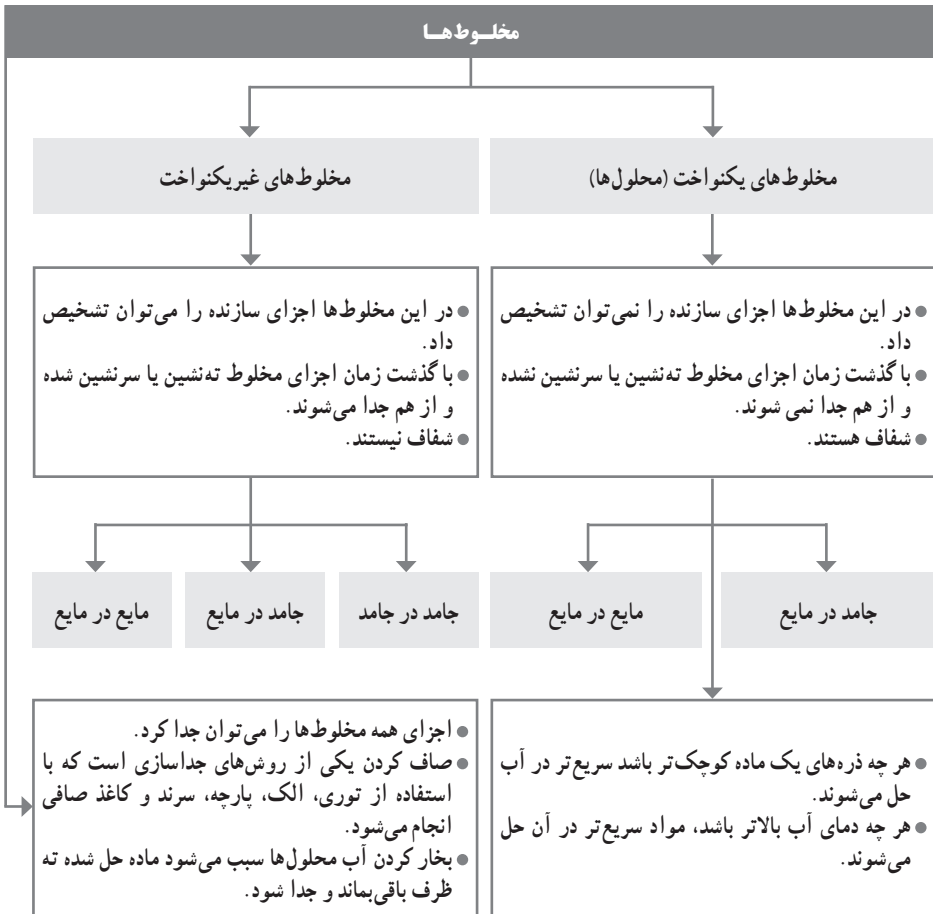 مخلــوط‌هــا
مخلوط‌های یکنواخت (محلول‌ها)
مخلوط‌های غیریکنواخت
● در این مخلوط‌ها اجزای سازنده را نمی‌توان تشخیص
داد.
● با گذشت زمان اجزای مخلوط ته‌نشین یا سرنشین نشده
و از هم جدا نمی شوند.
● شفاف هستند.
● در این مخلوط‌ها اجزای سازنده را می‌توان تشخیص
داد.
● با گذشت زمان اجزای مخلوط ته‌نشین یا سرنشین شده
و از هم جدا می‌شوند.
● شفاف نیستند.
جامد در مایع
مایع در مایع
جامد در جامد
جامد در مایع
مایع در مایع
● هر چه ذره‌های یک ماده کوچک‌تر باشد سریع‌تر در آب
حل می‌شوند.
● هر چه دمای آب بالاتر باشد، مواد سریع‌تر در آن حل
می‌شوند.
● اجزای همه مخلوط‌ها را می‌توان جدا کرد.
● صاف کردن یکی از روش‌های جداسازی است که با
استفاده از توری، الک، پارچه، سرند و کاغذ صافی
انجام می‌شود.
● بخار کردن آب محلول‌ها سبب می‌شود ماده حل شده ته
ظرف باقی‌بماند و جدا شود.